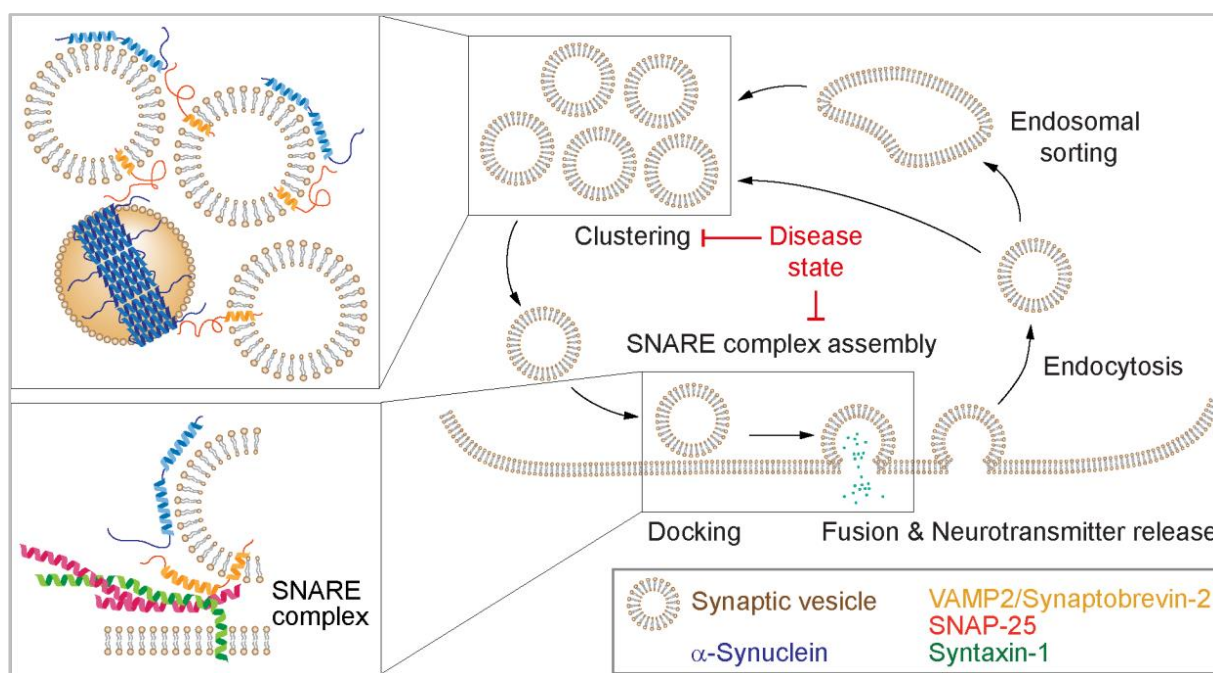 Endosomal
sorting
Clustering
Disease
state
SNARE complex assembly
Endocytosis
SNARE
complex
Docking
Fusion & Neurotransmitter release
Synaptic vesicle
α-Synuclein
VAMP2/Synaptobrevin-2
SNAP-25
Syntaxin-1